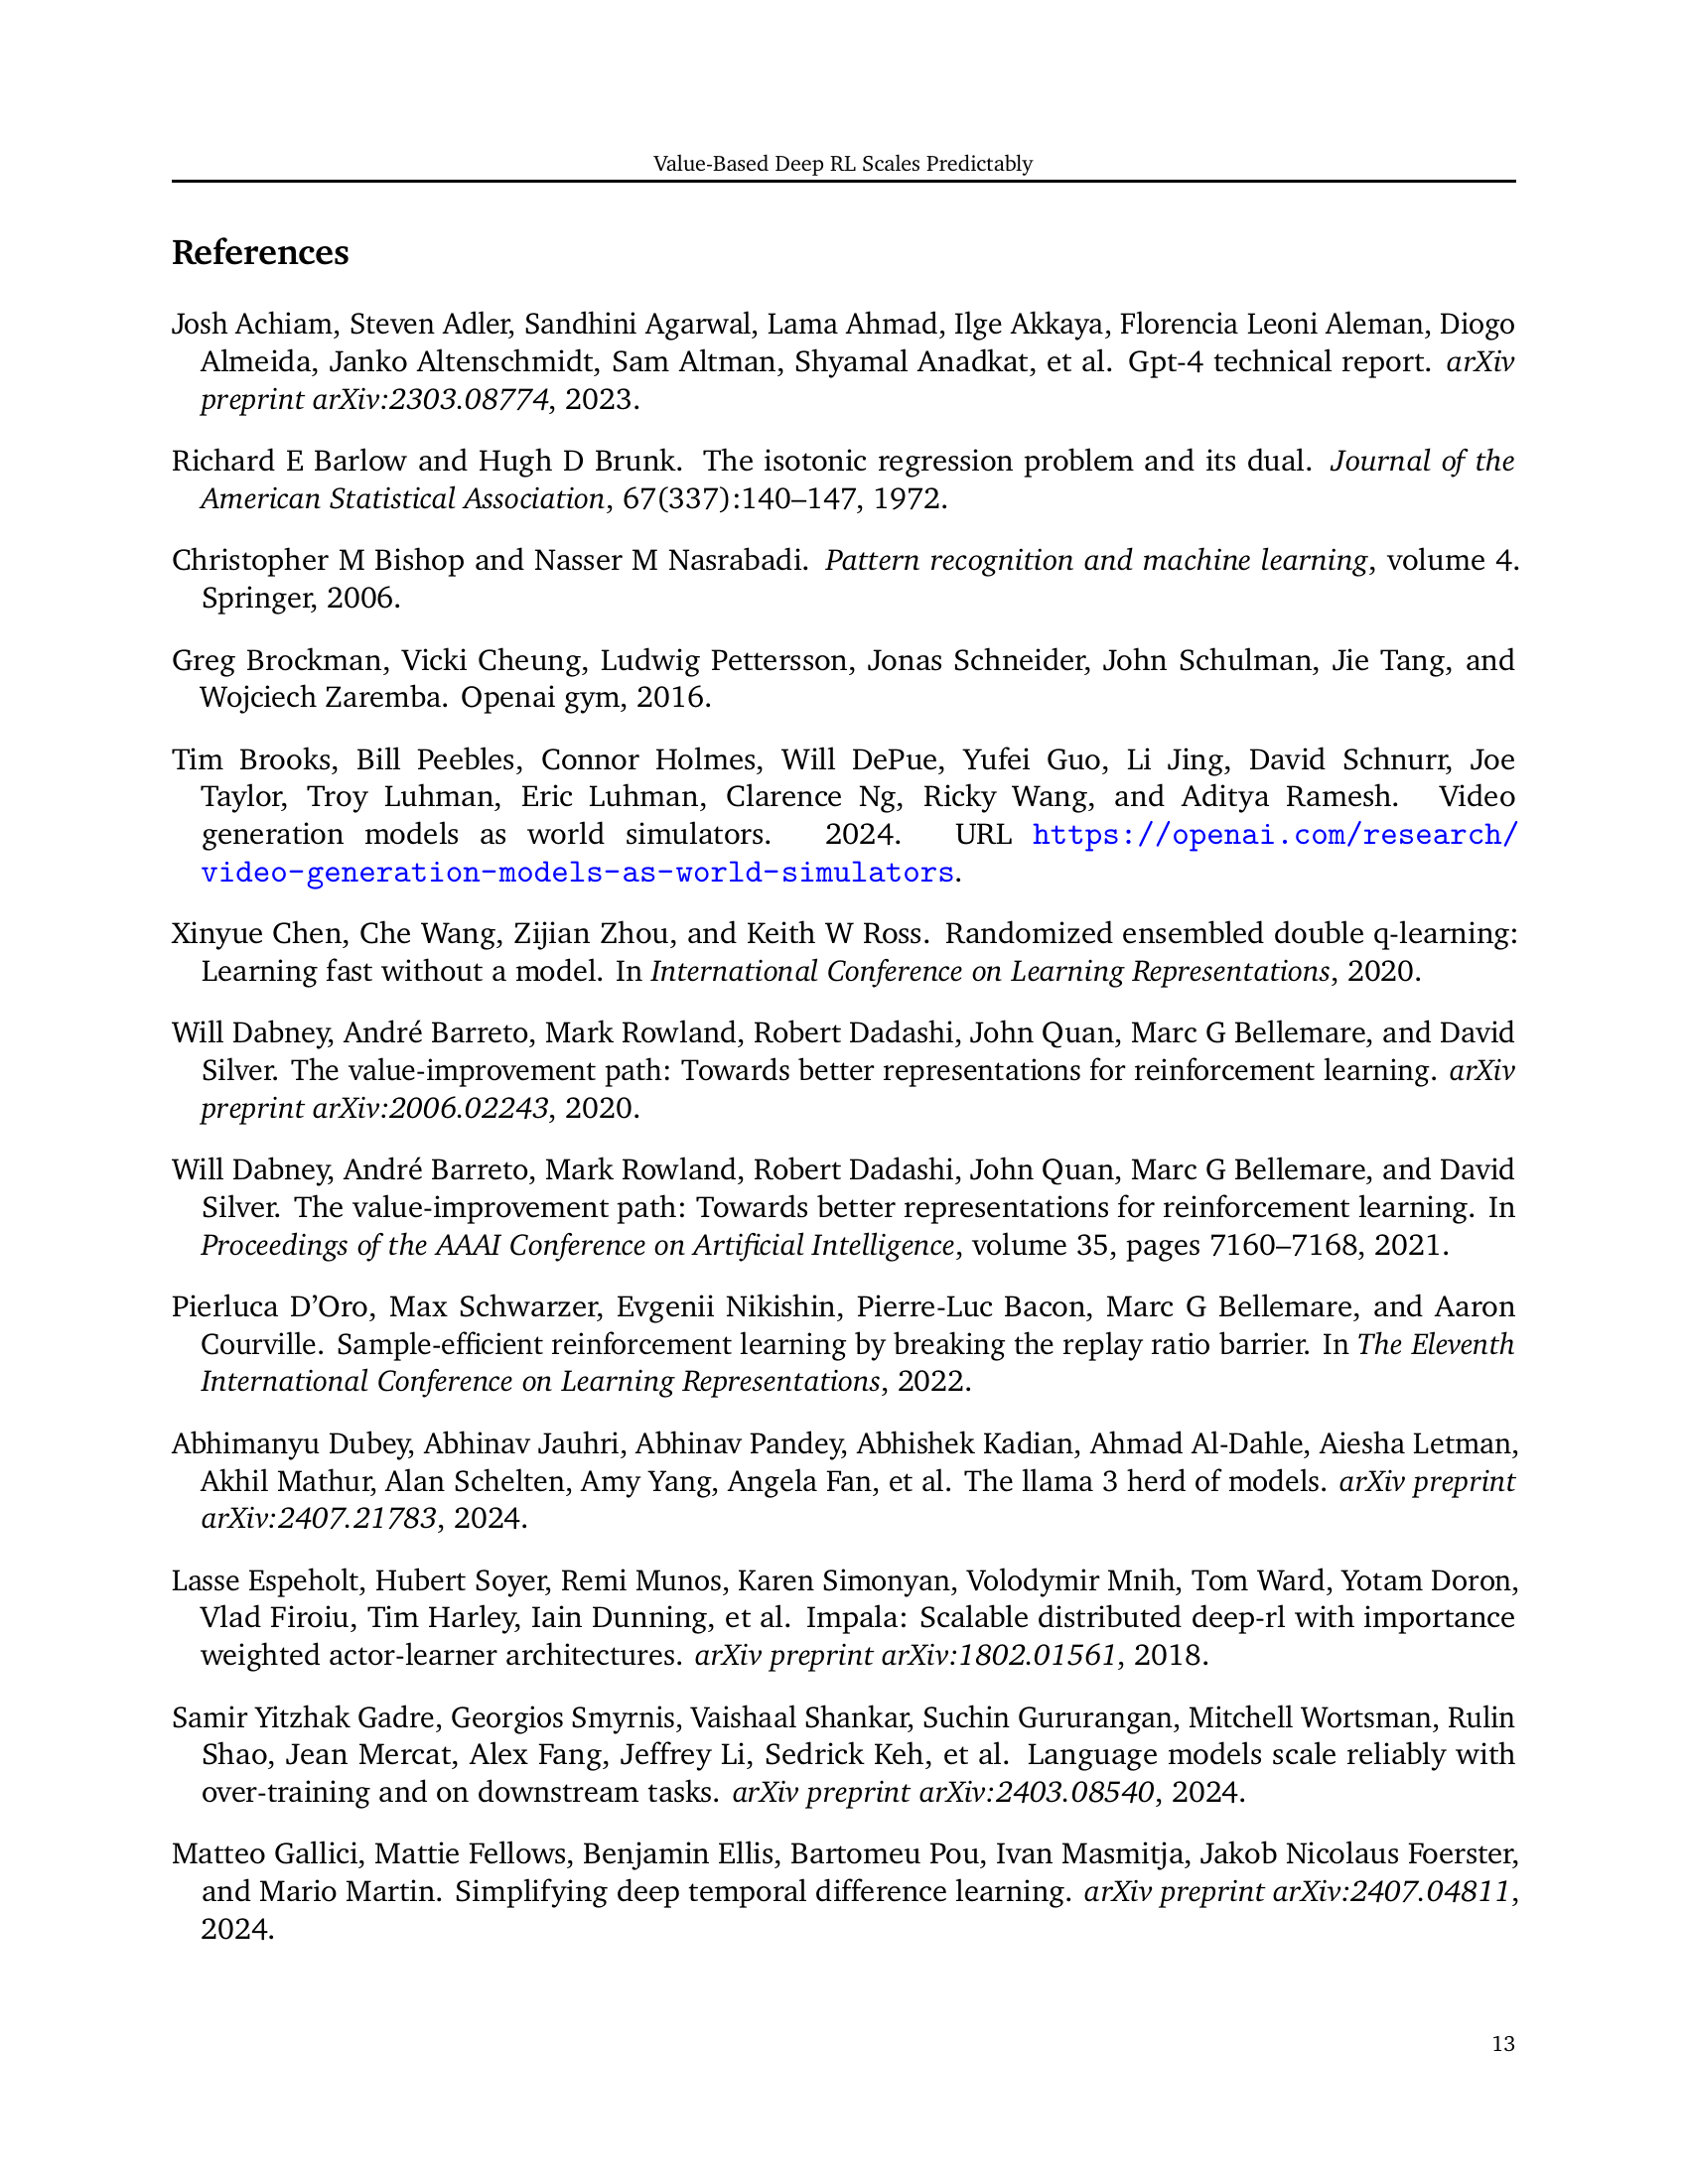 Value-Based Deep RL Scales Predictably
References
Josh Achiam, Steven Adler, Sandhini Agarwal, Lama Ahmad, Ilge Akkaya, Florencia Leoni Aleman, Diogo
Almeida, Janko Altenschmidt, Sam Altman, Shyamal Anadkat, et al. Gpt-4 technical report. arXiv
preprint arXiv:2303.08774, 2023.
Richard E Barlow and Hugh D Brunk. The isotonic regression problem and its dual. Journal of the
American Statistical Association, 67(337):140–147, 1972.
Christopher M Bishop and Nasser M Nasrabadi. Pattern recognition and machine learning, volume 4.
Springer, 2006.
Greg Brockman, Vicki Cheung, Ludwig Pettersson, Jonas Schneider, John Schulman, Jie Tang, and
Wojciech Zaremba. Openai gym, 2016.
Tim Brooks, Bill Peebles, Connor Holmes, Will DePue, Yufei Guo, Li Jing, David Schnurr, Joe
Taylor, Troy Luhman, Eric Luhman, Clarence Ng, Ricky Wang, and Aditya Ramesh. Video
generation models as world simulators. 2024. URL https://openai.com/research/
video-generation-models-as-world-simulators.
Xinyue Chen, Che Wang, Zijian Zhou, and Keith W Ross. Randomized ensembled double q-learning:
Learning fast without a model. In International Conference on Learning Representations, 2020.
Will Dabney, André Barreto, Mark Rowland, Robert Dadashi, John Quan, Marc G Bellemare, and David
Silver. The value-improvement path: Towards better representations for reinforcement learning. arXiv
preprint arXiv:2006.02243, 2020.
Will Dabney, André Barreto, Mark Rowland, Robert Dadashi, John Quan, Marc G Bellemare, and David
Silver. The value-improvement path: Towards better representations for reinforcement learning. In
Proceedings of the AAAI Conference on Artificial Intelligence, volume 35, pages 7160–7168, 2021.
Pierluca D’Oro, Max Schwarzer, Evgenii Nikishin, Pierre-Luc Bacon, Marc G Bellemare, and Aaron
Courville. Sample-efficient reinforcement learning by breaking the replay ratio barrier. In The Eleventh
International Conference on Learning Representations, 2022.
Abhimanyu Dubey, Abhinav Jauhri, Abhinav Pandey, Abhishek Kadian, Ahmad Al-Dahle, Aiesha Letman,
Akhil Mathur, Alan Schelten, Amy Yang, Angela Fan, et al. The llama 3 herd of models. arXiv preprint
arXiv:2407.21783, 2024.
Lasse Espeholt, Hubert Soyer, Remi Munos, Karen Simonyan, Volodymir Mnih, Tom Ward, Yotam Doron,
Vlad Firoiu, Tim Harley, Iain Dunning, et al. Impala: Scalable distributed deep-rl with importance
weighted actor-learner architectures. arXiv preprint arXiv:1802.01561, 2018.
Samir Yitzhak Gadre, Georgios Smyrnis, Vaishaal Shankar, Suchin Gururangan, Mitchell Wortsman, Rulin
Shao, Jean Mercat, Alex Fang, Jeffrey Li, Sedrick Keh, et al. Language models scale reliably with
over-training and on downstream tasks. arXiv preprint arXiv:2403.08540, 2024.
Matteo Gallici, Mattie Fellows, Benjamin Ellis, Bartomeu Pou, Ivan Masmitja, Jakob Nicolaus Foerster,
and Mario Martin. Simplifying deep temporal difference learning. arXiv preprint arXiv:2407.04811,
2024.
13